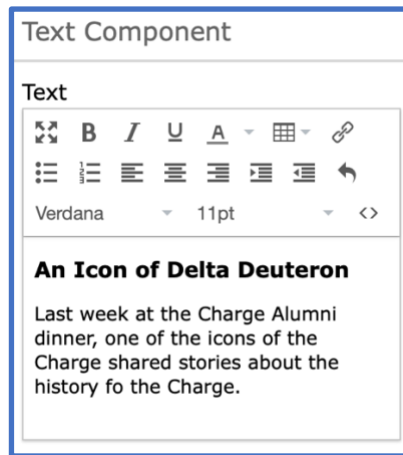 Text Component
Text
B I U A
Verdana 11pt <>
An Icon of Delta Deuteron
Last week at the Charge Alumni
dinner, one of the icons of the
Charge shared stories about the
history fo the Charge.